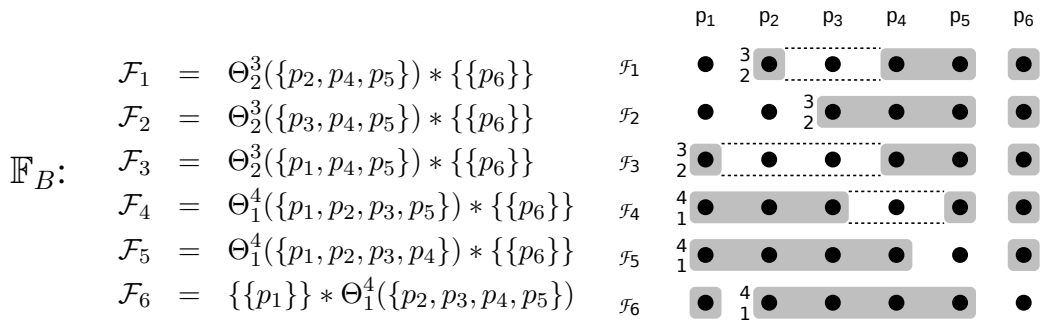 p₁ p₂ p₃ p₄ p₅ p₆
𝓕₁ = Θ₂³({p₂, p₄, p₅}) ∗ {{p₆}} 𝓕₁ 3 2
𝓕₂ = Θ₂³({p₃, p₄, p₅}) ∗ {{p₆}} 𝓕₂ 3 2
𝔽_B: 𝓕₃ = Θ₂³({p₁, p₄, p₅}) ∗ {{p₆}} 𝓕₃ 3 2
𝓕₄ = Θ₁⁴({p₁, p₂, p₃, p₅}) ∗ {{p₆}} 𝓕₄ 4 1
𝓕₅ = Θ₁⁴({p₁, p₂, p₃, p₄}) ∗ {{p₆}} 𝓕₅ 4 1
𝓕₆ = {{p₁}} ∗ Θ₁⁴({p₂, p₃, p₄, p₅}) 𝓕₆ 4 1